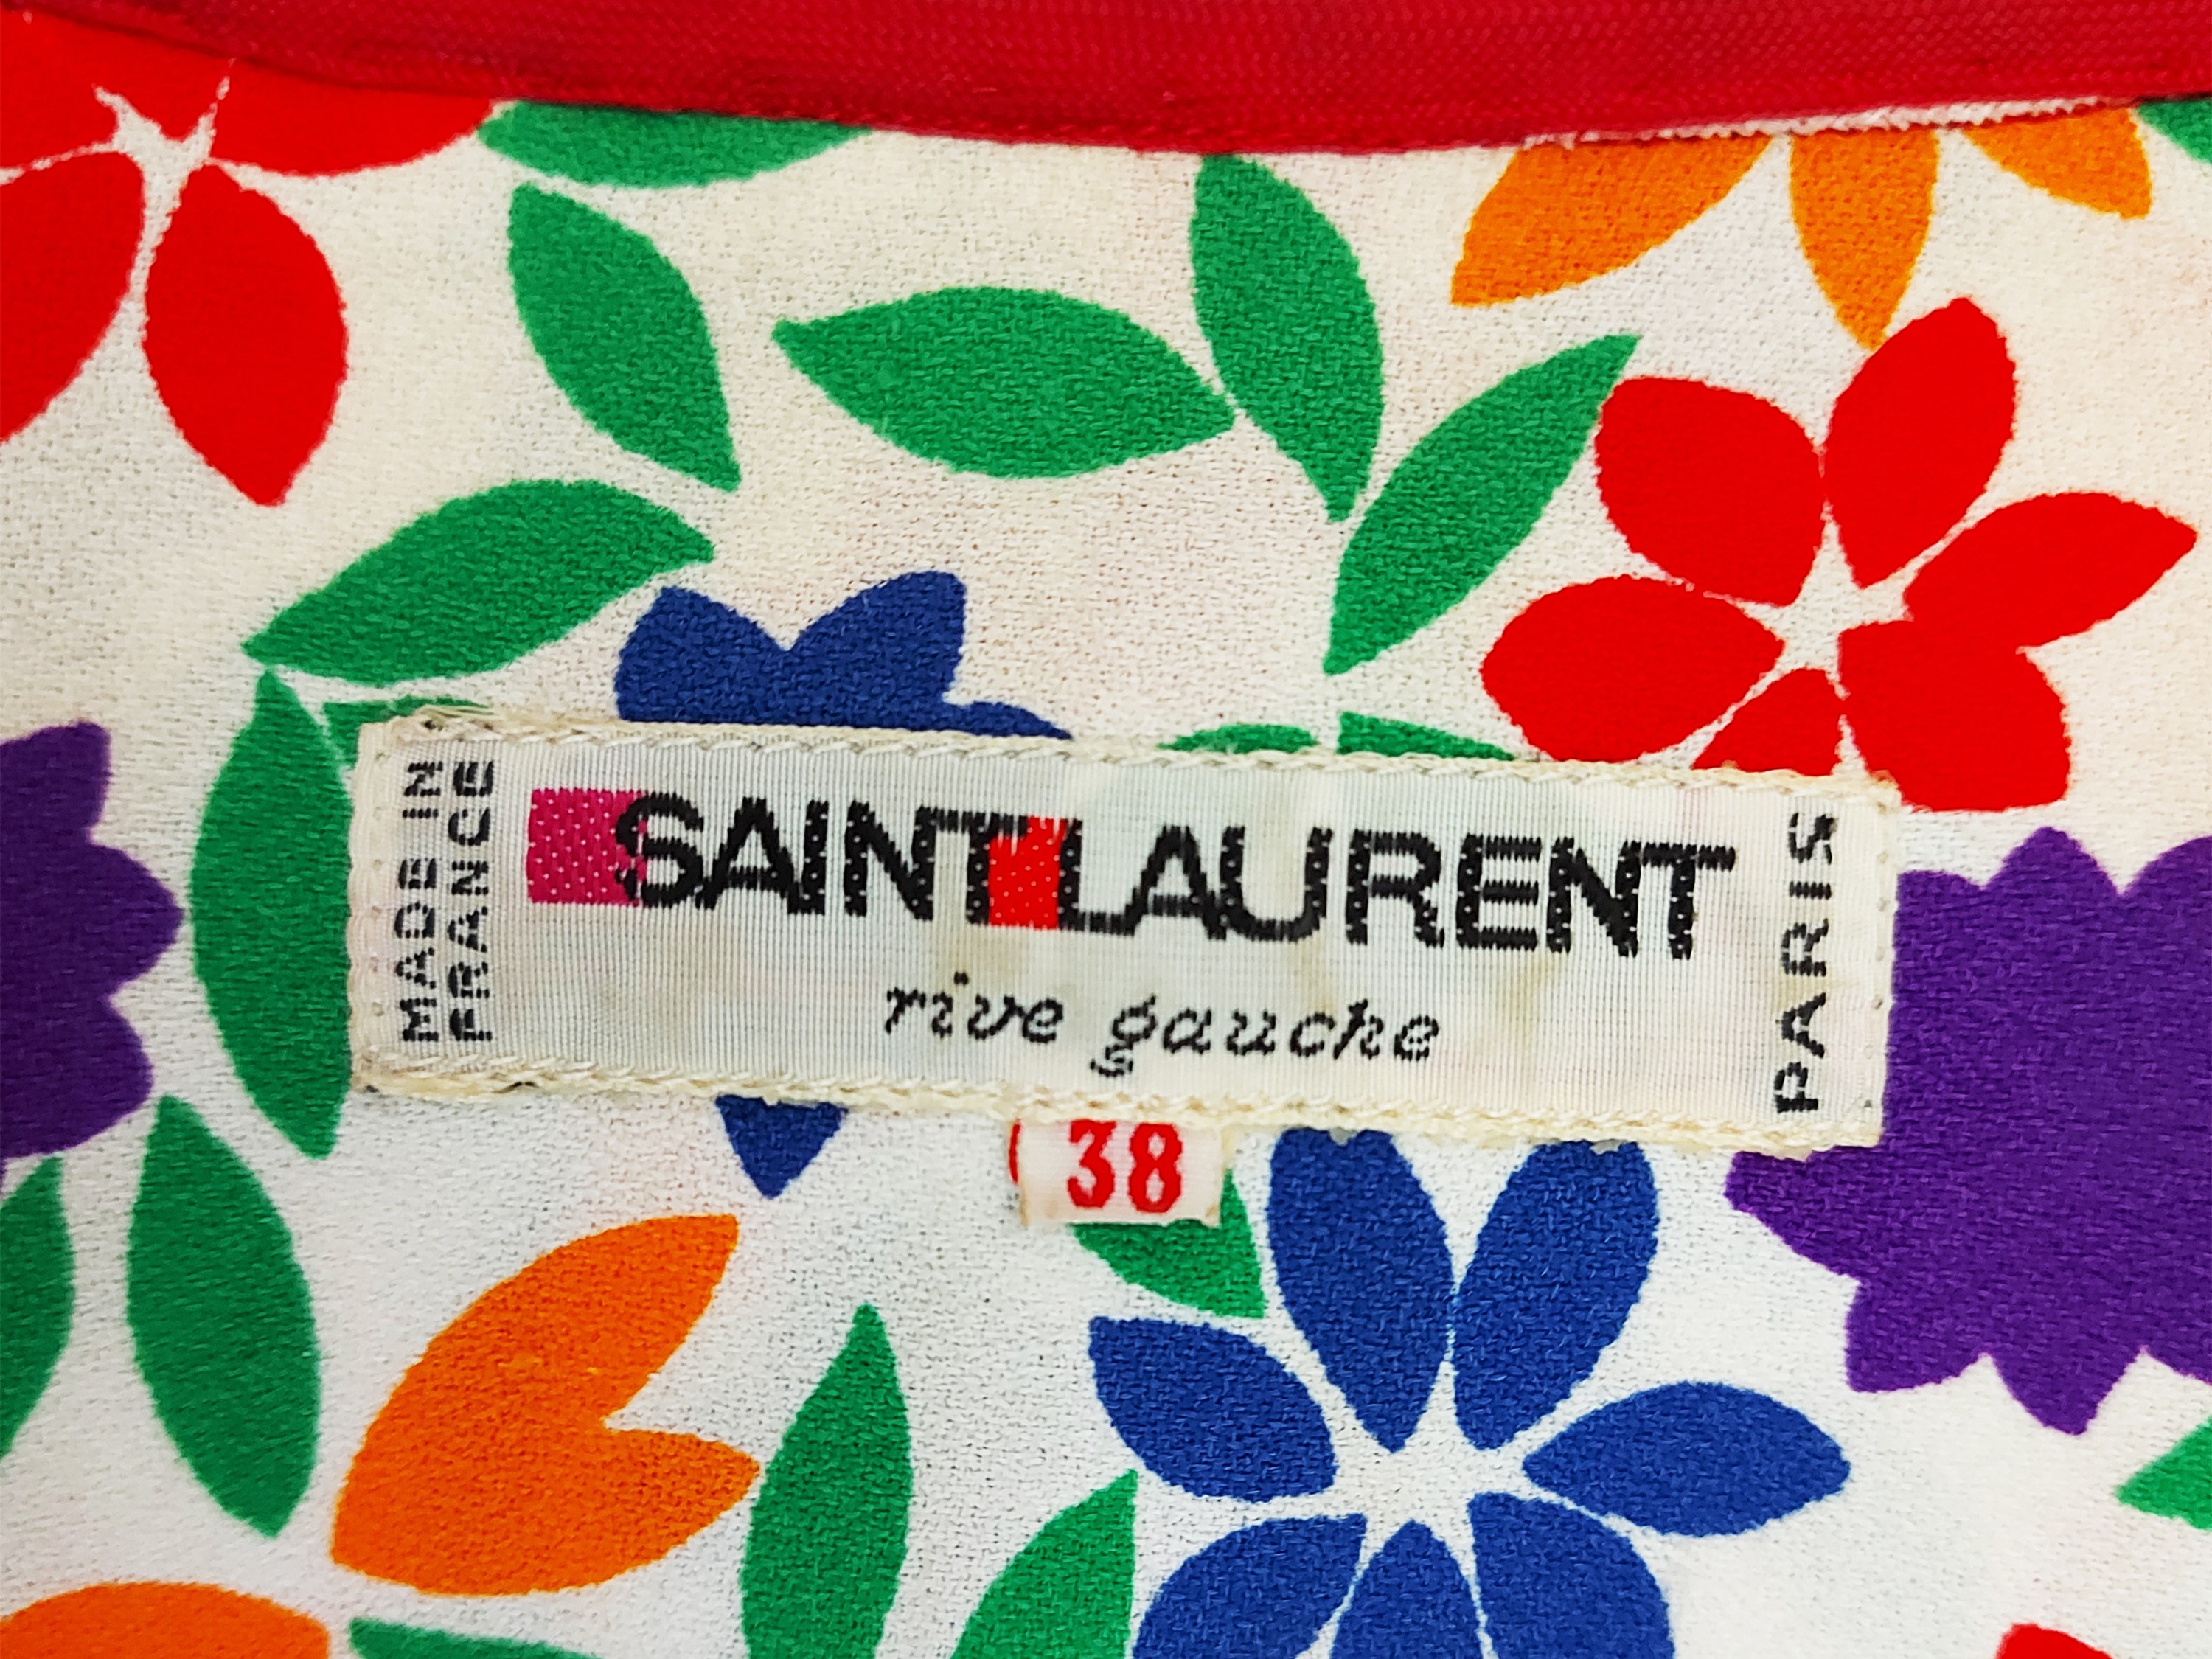 MADE IN
FRANCE
SAINT LAURENT
rive gauche
PARIS
38